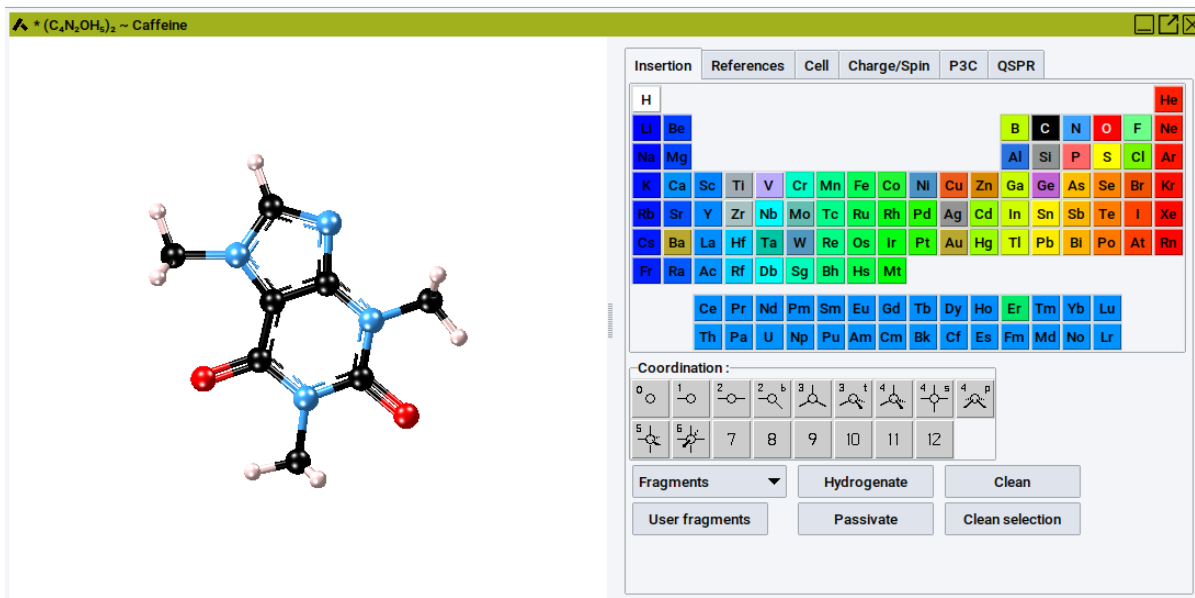 * (C₄N₂OH₅)₂ ~ Caffeine
Insertion References Cell Charge/Spin P3C QSPR
H He
Li Be B C N O F Ne
Na Mg Al Si P S Cl Ar
K Ca Sc Ti V Cr Mn Fe Co Ni Cu Zn Ga Ge As Se Br Kr
Rb Sr Y Zr Nb Mo Tc Ru Rh Pd Ag Cd In Sn Sb Te I Xe
Cs Ba La Hf Ta W Re Os Ir Pt Au Hg Tl Pb Bi Po At Rn
Fr Ra Ac Rf Db Sg Bh Hs Mt
Ce Pr Nd Pm Sm Eu Gd Tb Dy Ho Er Tm Yb Lu
Th Pa U Np Pu Am Cm Bk Cf Es Fm Md No Lr
Coordination :
0 1 2 2 b 3 3 t 4 4 s 4 p
5 6 7 8 9 10 11 12
Fragments Hydrogenate Clean
User fragments Passivate Clean selection